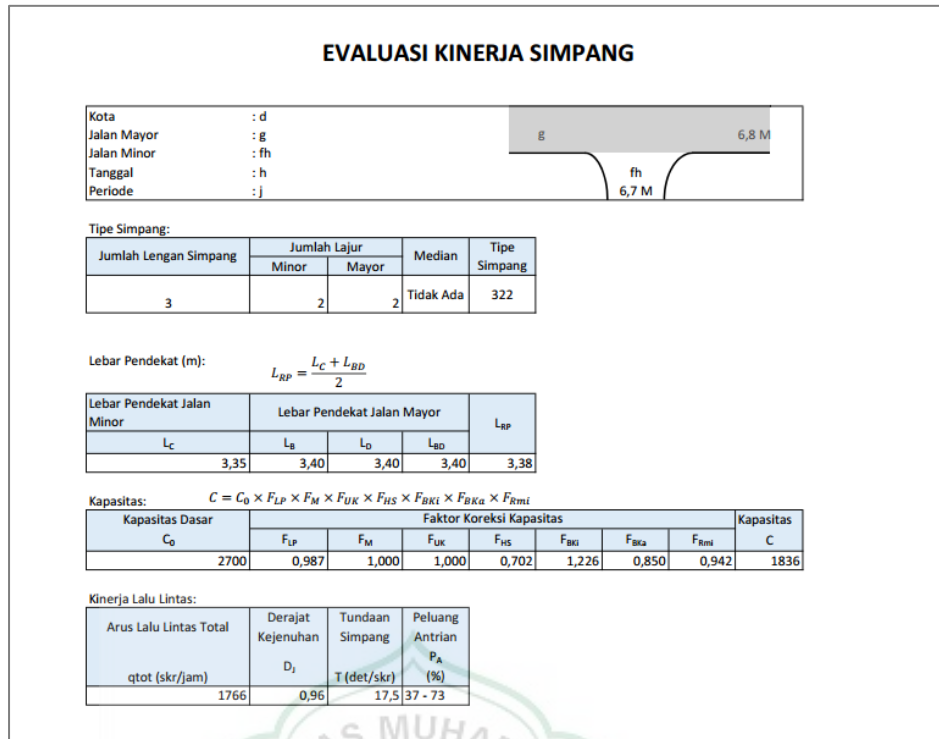 EVALUASI KINERJA SIMPANG
Kota : d
Jalan Mayor : g
Jalan Minor : fh
Tanggal : h
Periode : j
g 6,8 M
fh
6,7 M
Tipe Simpang:
Jumlah Lengan Simpang Jumlah Lajur Median Tipe Simpang
Minor Mayor
3 2 2 Tidak Ada 322
Lebar Pendekat (m): L_RP = (L_C + L_BD) / 2
Lebar Pendekat Jalan Minor Lebar Pendekat Jalan Mayor L_RP
L_C L_B L_D L_BD
3,35 3,40 3,40 3,40 3,38
Kapasitas: C = C_0 × F_LP × F_M × F_UK × F_HS × F_BKi × F_BKa × F_Rmi
Kapasitas Dasar Faktor Koreksi Kapasitas Kapasitas
C_0 F_LP F_M F_UK F_HS F_BKi F_BKa F_Rmi C
2700 0,987 1,000 1,000 0,702 1,226 0,850 0,942 1836
Kinerja Lalu Lintas:
Arus Lalu Lintas Total Derajat Kejenuhan Tundaan Simpang Peluang Antrian
qtot (skr/jam) D_J T (det/skr) P_A (%)
1766 0,96 17,5 37 - 73